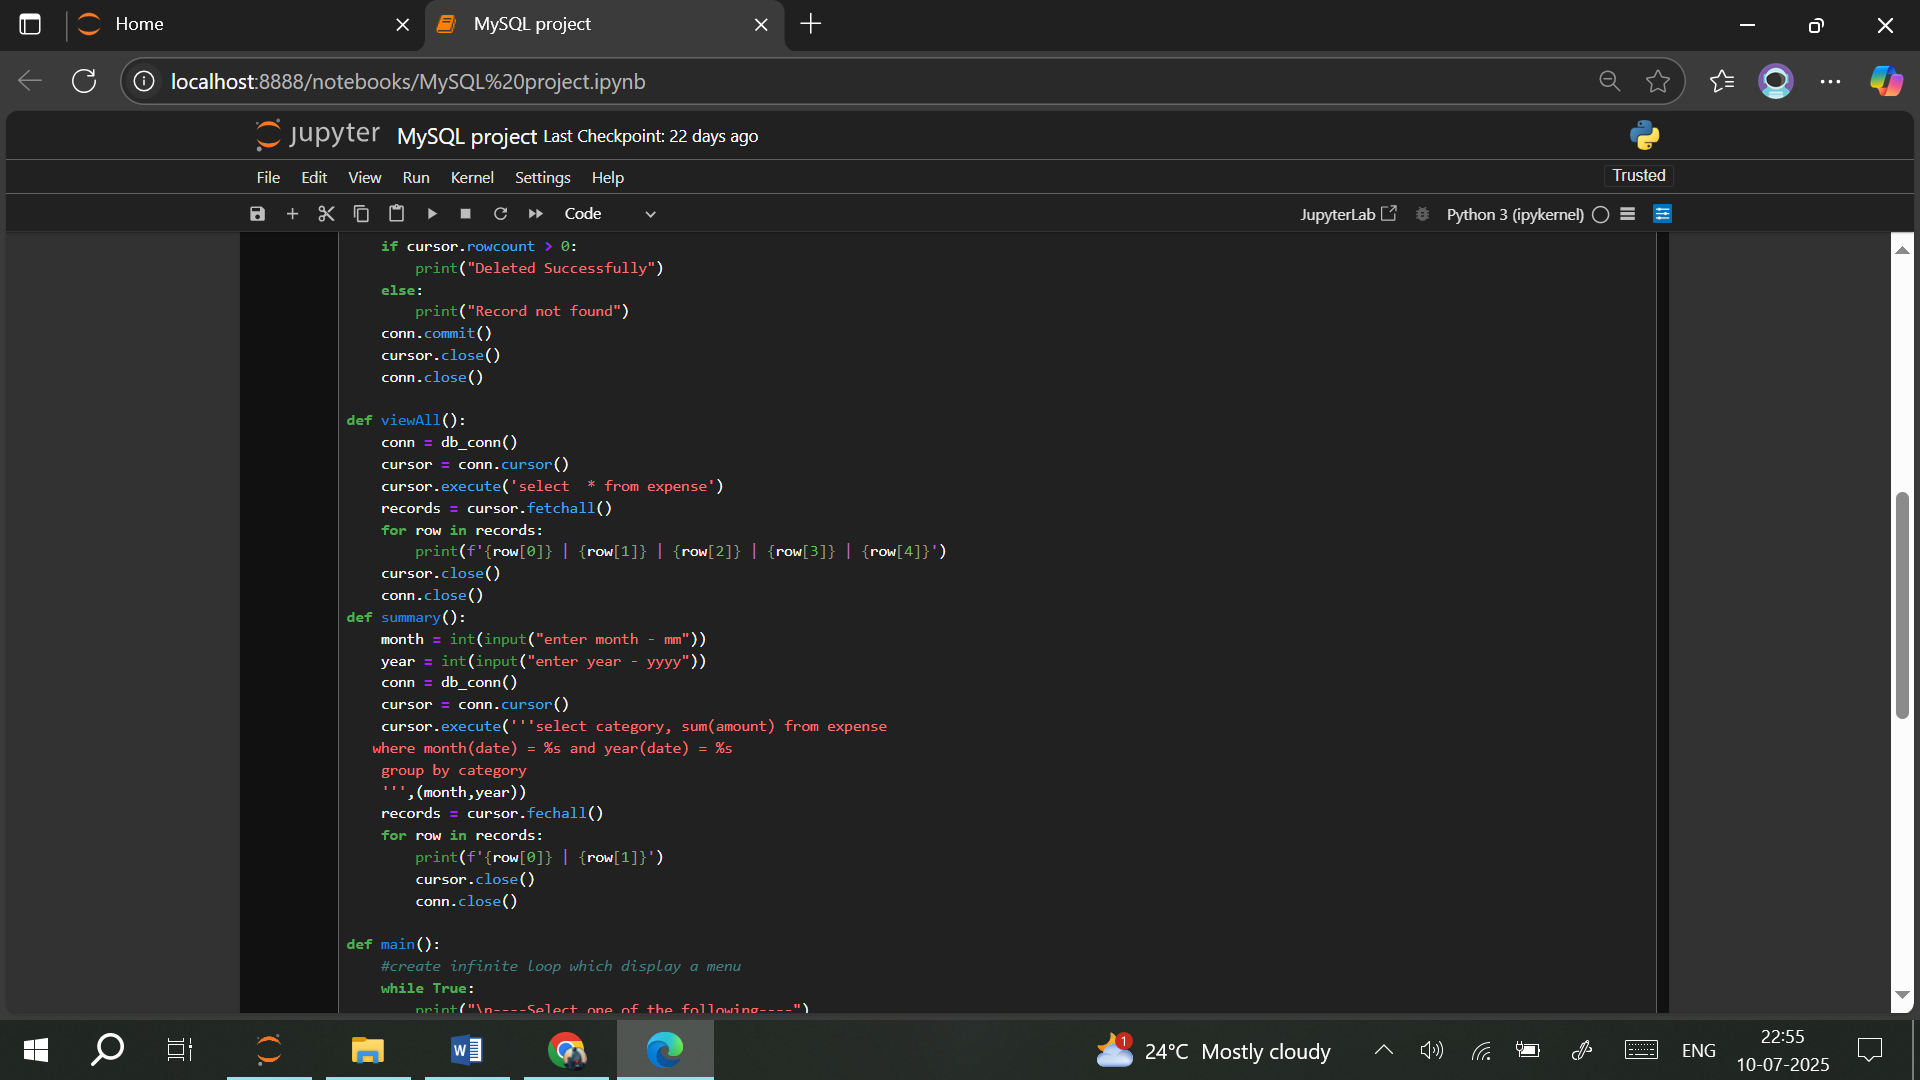 Home
MySQL project
localhost:8888/notebooks/MySQL%20project.ipynb
jupyter MySQL project Last Checkpoint: 22 days ago
File Edit View Run Kernel Settings Help
Trusted
Code
JupyterLab
Python 3 (ipykernel)
    if cursor.rowcount > 0:
        print("Deleted Successfully")
    else:
        print("Record not found")
    conn.commit()
    cursor.close()
    conn.close()
def viewAll():
    conn = db_conn()
    cursor = conn.cursor()
    cursor.execute('select  * from expense')
    records = cursor.fetchall()
    for row in records:
        print(f'{row[0]} | {row[1]} | {row[2]} | {row[3]} | {row[4]}')
    cursor.close()
    conn.close()
def summary():
    month = int(input("enter month - mm"))
    year = int(input("enter year - yyyy"))
    conn = db_conn()
    cursor = conn.cursor()
    cursor.execute('''select category, sum(amount) from expense
   where month(date) = %s and year(date) = %s
    group by category
    ''',(month,year))
    records = cursor.fechall()
    for row in records:
        print(f'{row[0]} | {row[1]}')
        cursor.close()
        conn.close()
def main():
    #create infinite loop which display a menu
    while True:
        print("\n----Select one of the following----")
1
24°C Mostly cloudy
ENG
22:55
10-07-2025